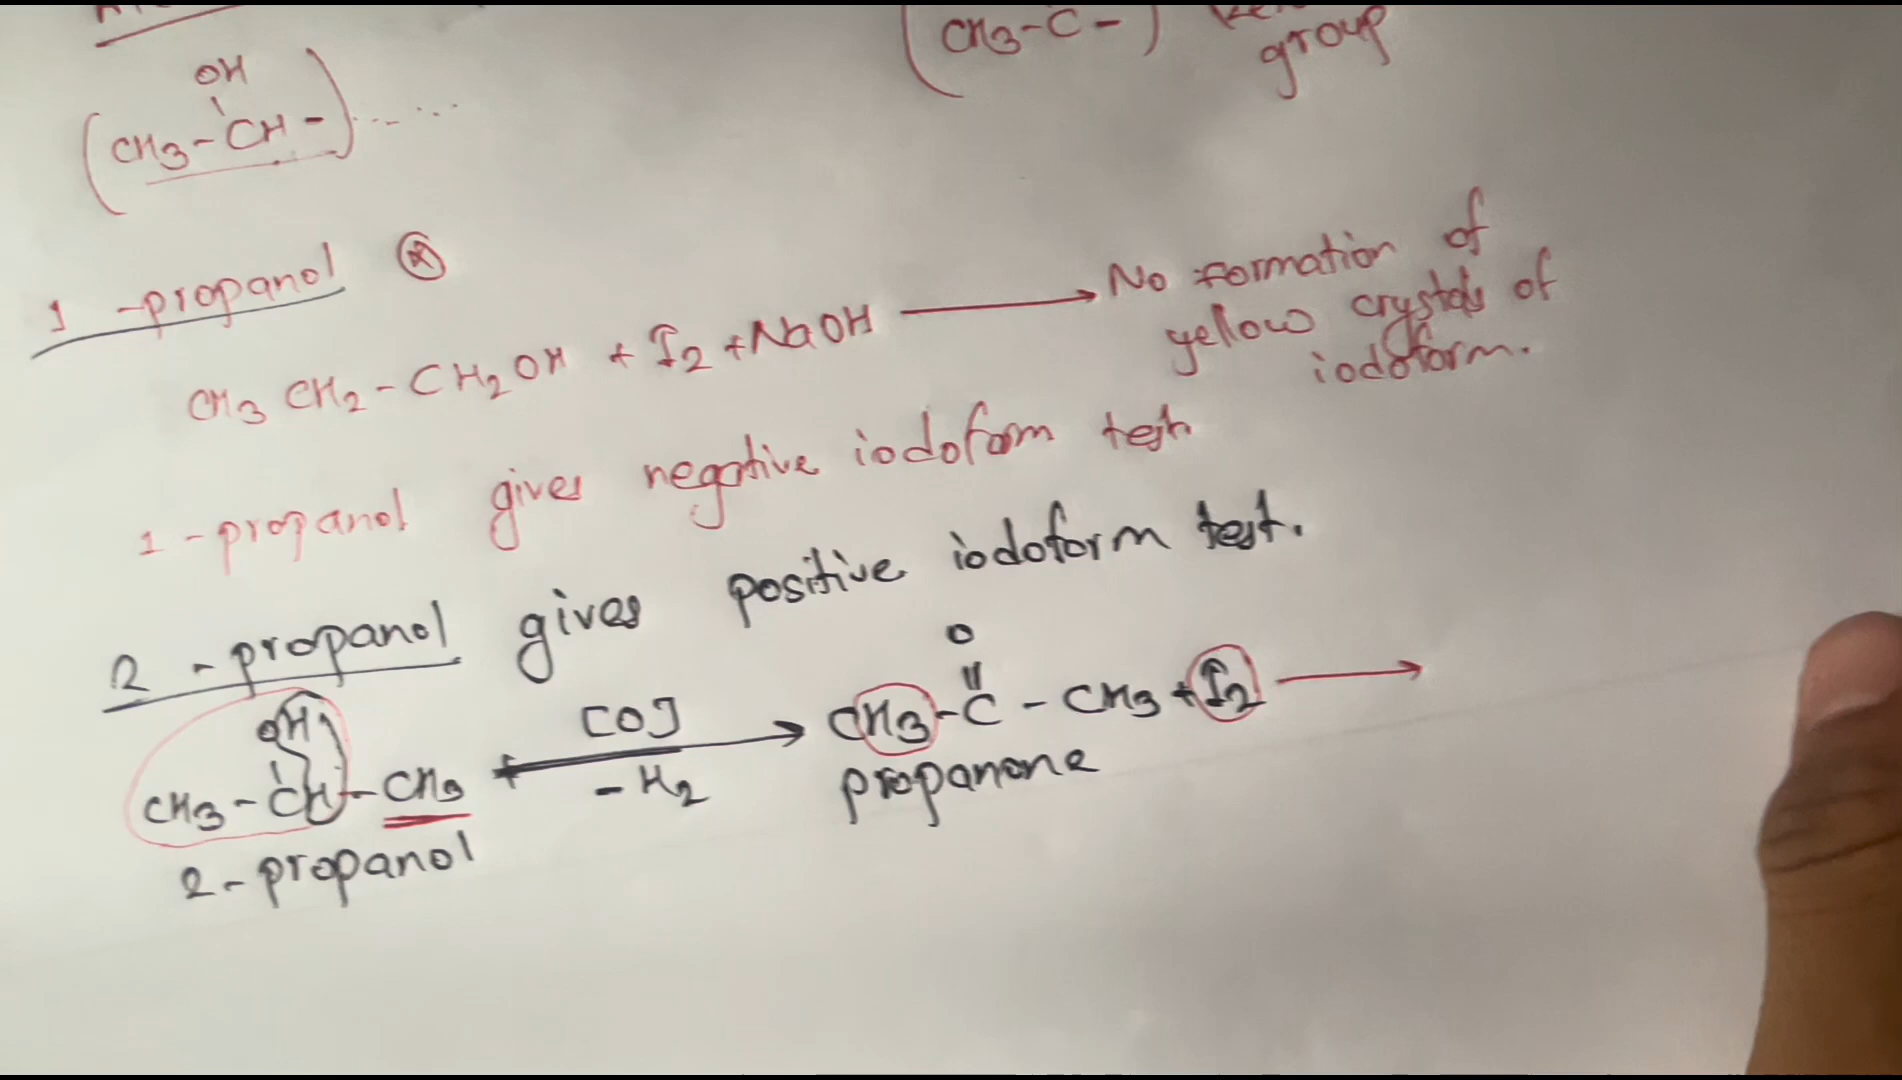 (CH3-C-)
group
OH
(CH3-CH-).......
1-propanol
CH3 CH2-CH2OH + I2 +NaOH → No formation of
yellow crystals of
iodoform.
1-propanol gives negative iodoform test
2-propanol gives positive iodoform test.
O
OH
[O]
CH3-CH-CH3 → CH3-C-CH3+I2 →
-H2
propanone
2-propanol